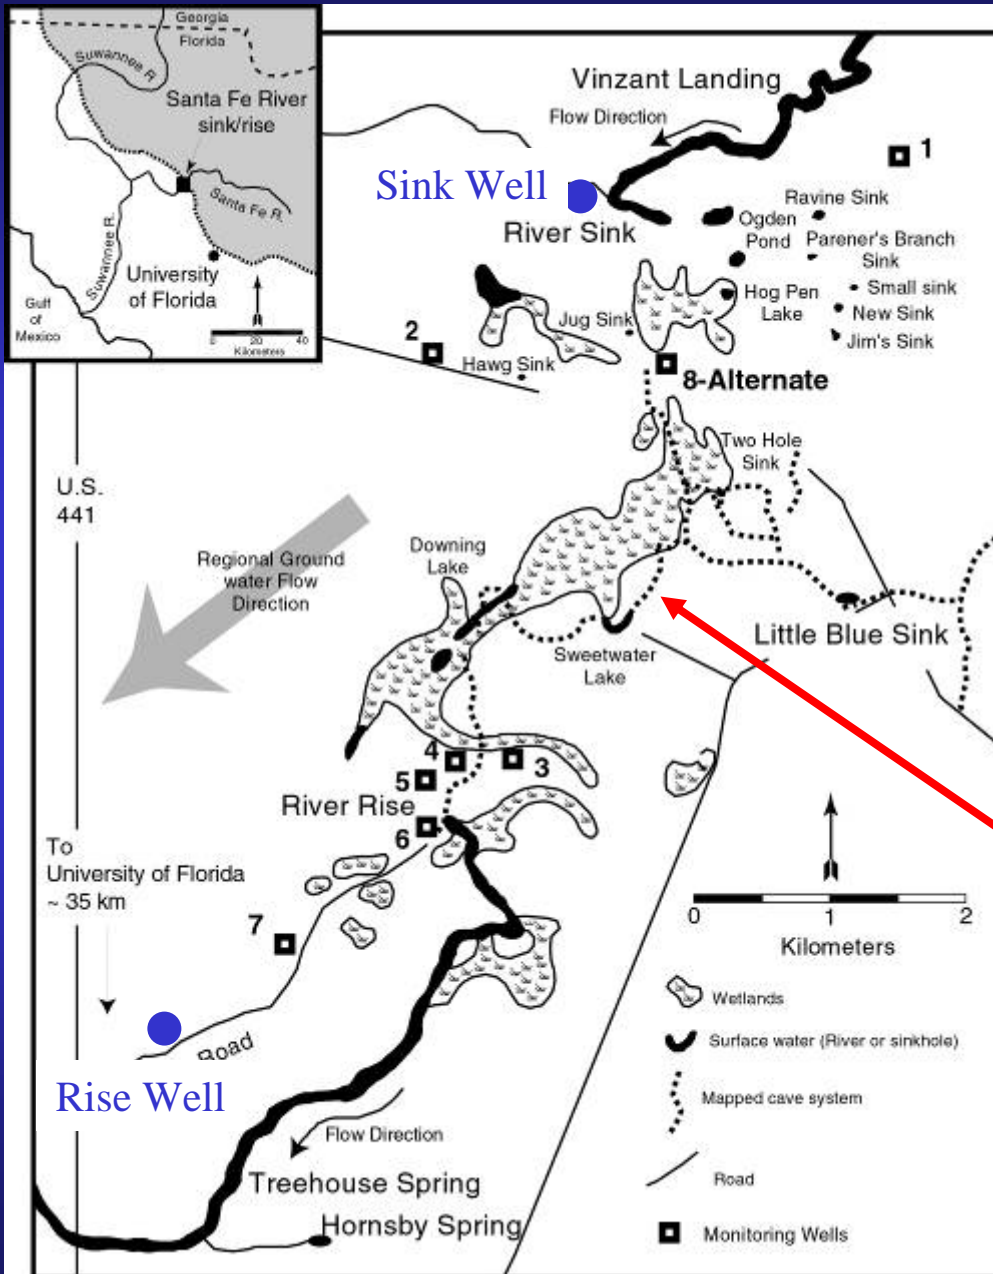 Georgia
Florida
Suwannee R.
Santa Fe River
sink/rise
Santa Fe R.
Suwannee R.
University
of Florida
Gulf
of
Mexico
0 20 40
Kilometers
Vinzant Landing
Flow Direction
1
Sink Well
River Sink
Ravine Sink
Ogden
Pond
Parener's Branch
Sink
Small sink
Hog Pen
Lake
New Sink
Jim's Sink
Jug Sink
2
Hawg Sink
8-Alternate
Two Hole
Sink
U.S.
441
Regional Ground
water Flow
Direction
Downing
Lake
Little Blue Sink
Sweetwater
Lake
4
3
5
River Rise
6
To
University of Florida
~ 35 km
7
0 1 2
Kilometers
Wetlands
Surface water (River or sinkhole)
Mapped cave system
Road
Monitoring Wells
Road
Rise Well
Flow Direction
Treehouse Spring
Hornsby Spring